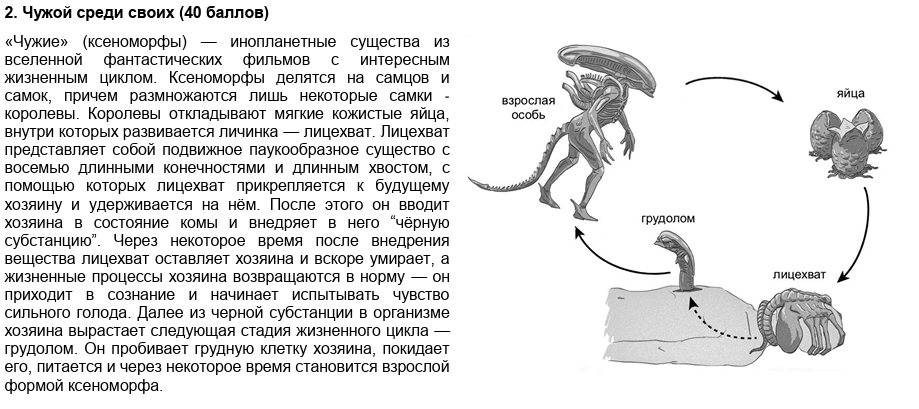 2. Чужой среди своих (40 баллов)
«Чужие» (ксеноморфы) — инопланетные существа из
вселенной фантастических фильмов с интересным
жизненным циклом. Ксеноморфы делятся на самцов и
самок, причем размножаются лишь некоторые самки -
королевы. Королевы откладывают мягкие кожистые яйца,
внутри которых развивается личинка — лицехват. Лицехват
представляет собой подвижное паукообразное существо с
восемью длинными конечностями и длинным хвостом, с
помощью которых лицехват прикрепляется к будущему
хозяину и удерживается на нём. После этого он вводит
хозяина в состояние комы и внедряет в него “чёрную
субстанцию”. Через некоторое время после внедрения
вещества лицехват оставляет хозяина и вскоре умирает, а
жизненные процессы хозяина возвращаются в норму — он
приходит в сознание и начинает испытывать чувство
сильного голода. Далее из черной субстанции в организме
хозяина вырастает следующая стадия жизненного цикла —
грудолом. Он пробивает грудную клетку хозяина, покидает
его, питается и через некоторое время становится взрослой
формой ксеноморфа.
взрослая
особь
яйца
грудолом
лицехват